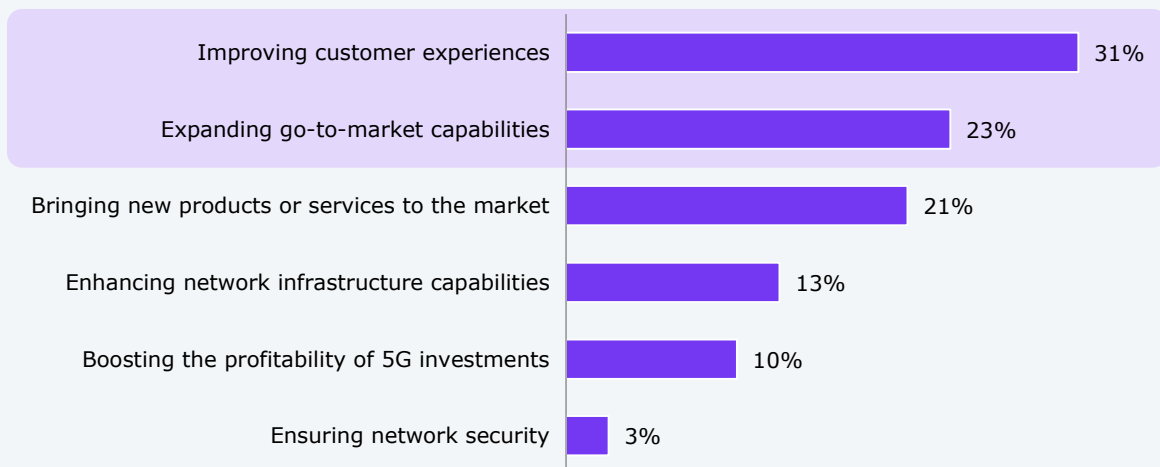 Improving customer experiences 31%
Expanding go-to-market capabilities 23%
Bringing new products or services to the market 21%
Enhancing network infrastructure capabilities 13%
Boosting the profitability of 5G investments 10%
Ensuring network security 3%